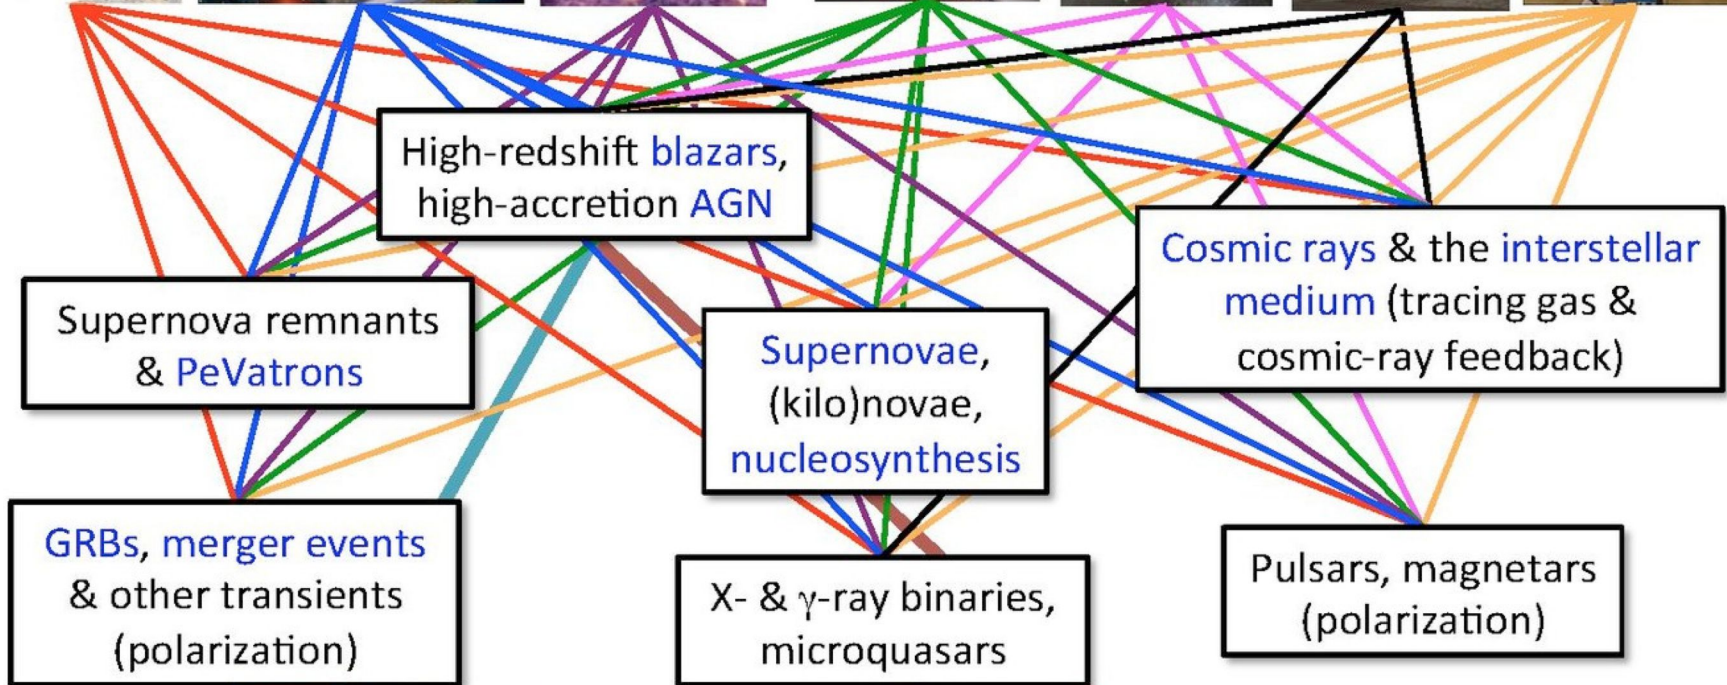 High-redshift blazars,
high-accretion AGN
Supernova remnants
& PeVatrons
Supernovae,
(kilo)novae,
nucleosynthesis
Cosmic rays & the interstellar
medium (tracing gas &
cosmic-ray feedback)
GRBs, merger events
& other transients
(polarization)
X- & γ-ray binaries,
microquasars
Pulsars, magnetars
(polarization)